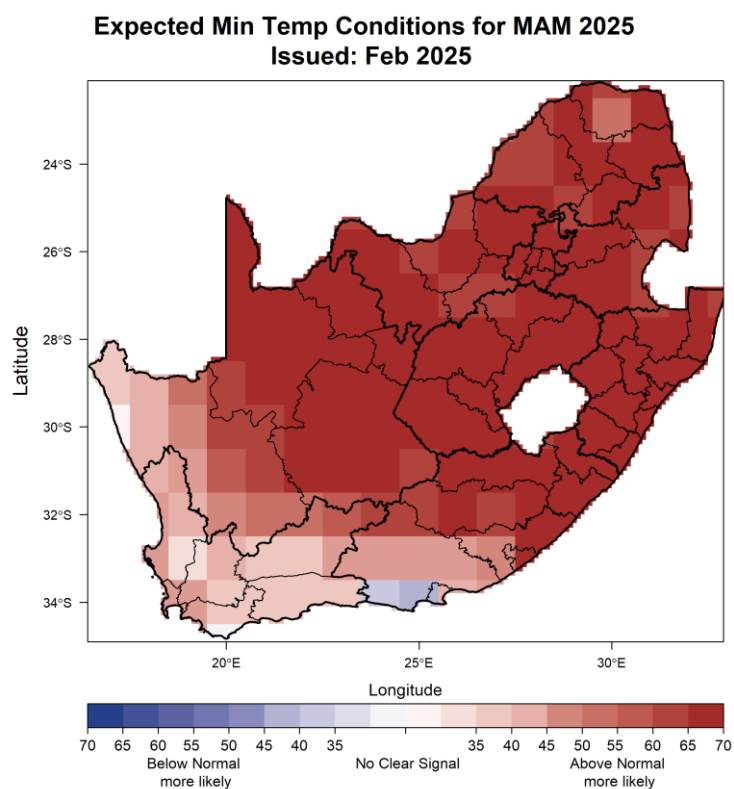 Expected Min Temp Conditions for MAM 2025
Issued: Feb 2025
Latitude
24°S
26°S
28°S
30°S
32°S
34°S
20°E 25°E 30°E
Longitude
70 65 60 55 50 45 40 35 35 40 45 50 55 60 65 70
Below Normal No Clear Signal Above Normal
more likely more likely